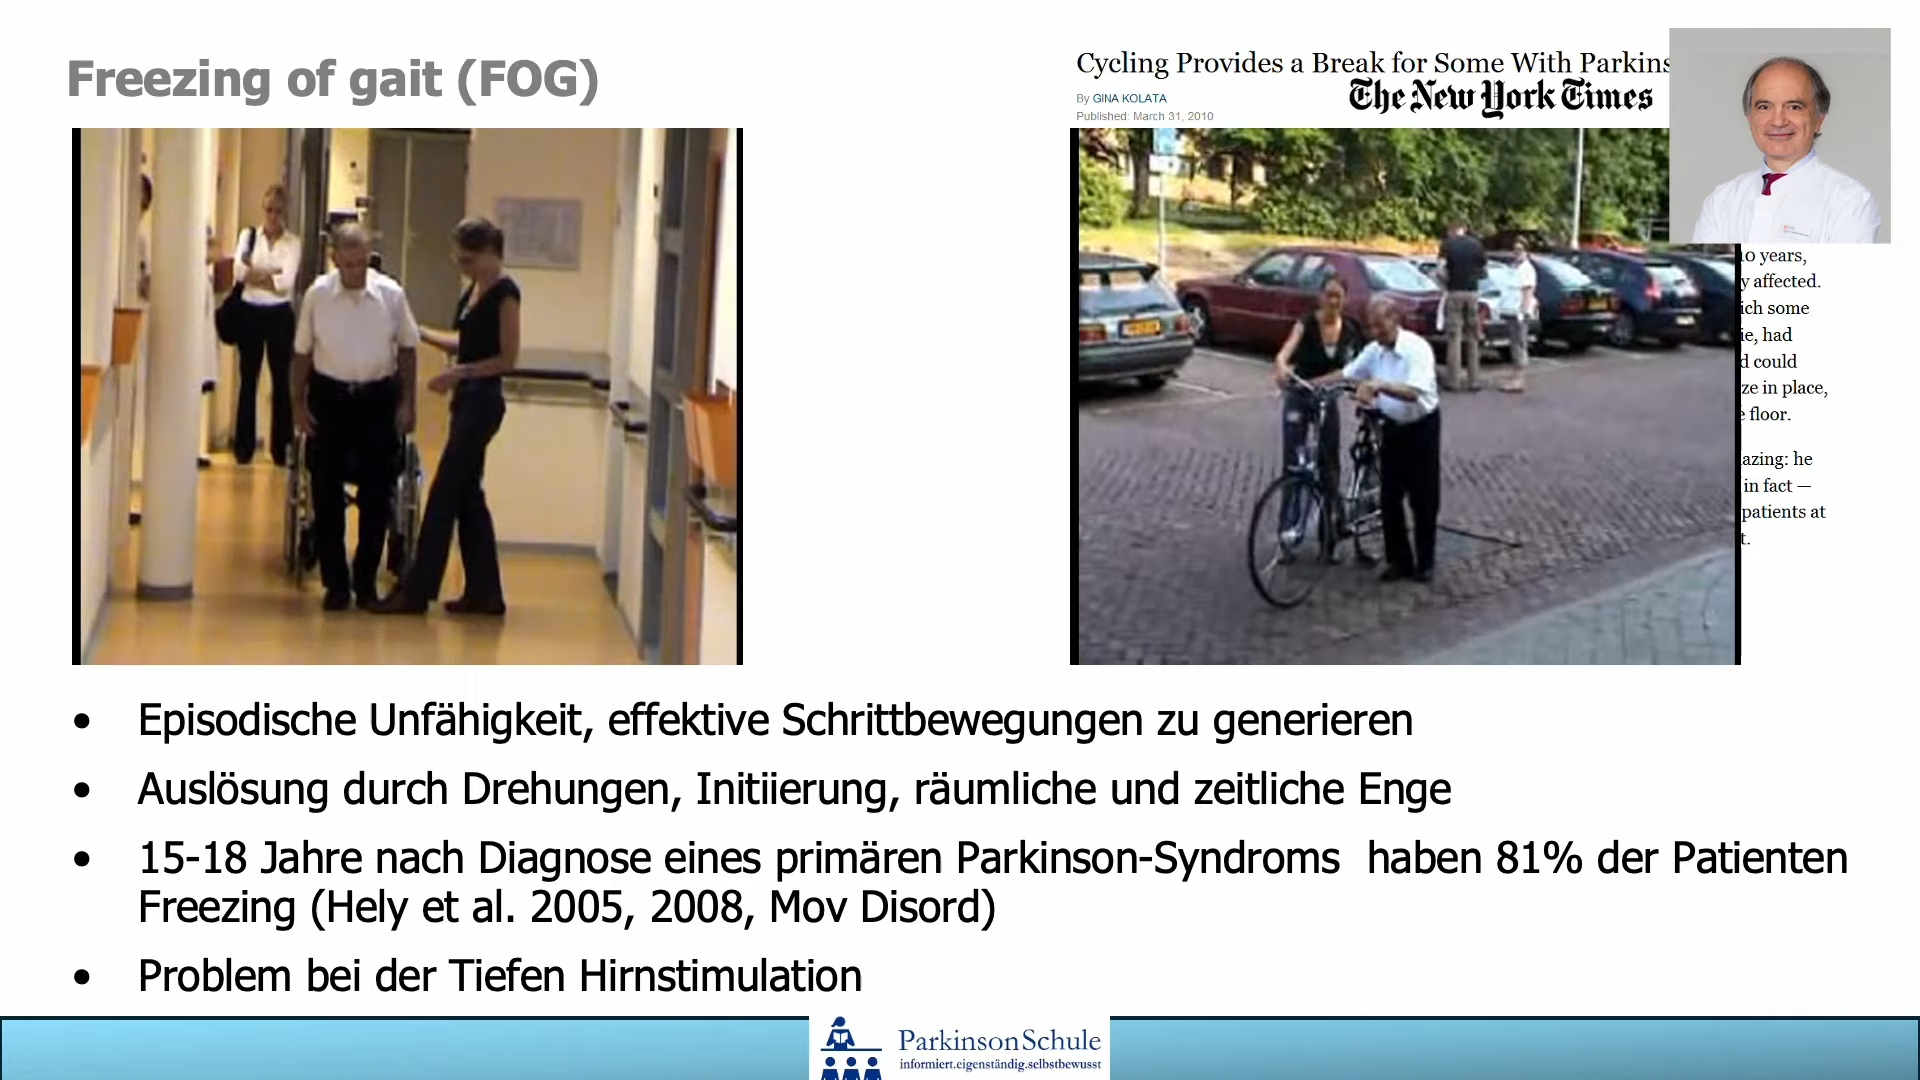 Freezing of gait (FOG)
Cycling Provides a Break for Some With Parkins
The New York Times
By GINA KOLATA
Published: March 31, 2010
10 years,
y affected.
ich some
ie, had
d could
ze in place,
e floor.
azing: he
in fact —
patients at
t.
• Episodische Unfähigkeit, effektive Schrittbewegungen zu generieren
• Auslösung durch Drehungen, Initiierung, räumliche und zeitliche Enge
• 15-18 Jahre nach Diagnose eines primären Parkinson-Syndroms haben 81% der Patienten
Freezing (Hely et al. 2005, 2008, Mov Disord)
• Problem bei der Tiefen Hirnstimulation
ParkinsonSchule
informiert.eigenständig.selbstbewusst